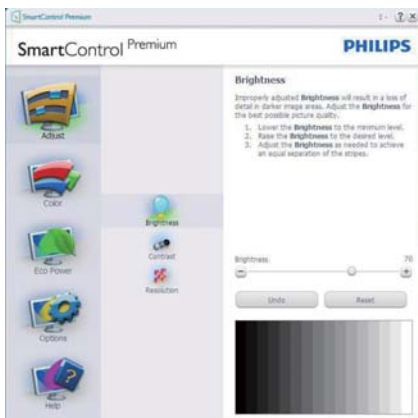 SmartControl Premium
SmartControl Premium
PHILIPS
Adjust
Color
Eco Power
Options
Help
Brightness
Contrast
Resolution
Brightness
Improperly adjusted Brightness will result in a loss of
detail in darker image areas. Adjust the Brightness for
the best possible picture quality.
1. Lower the Brightness to the minimum level.
2. Raise the Brightness to the desired level.
3. Adjust the Brightness as needed to achieve
an equal separation of the stripes.
Brightness 70
Undo Reset